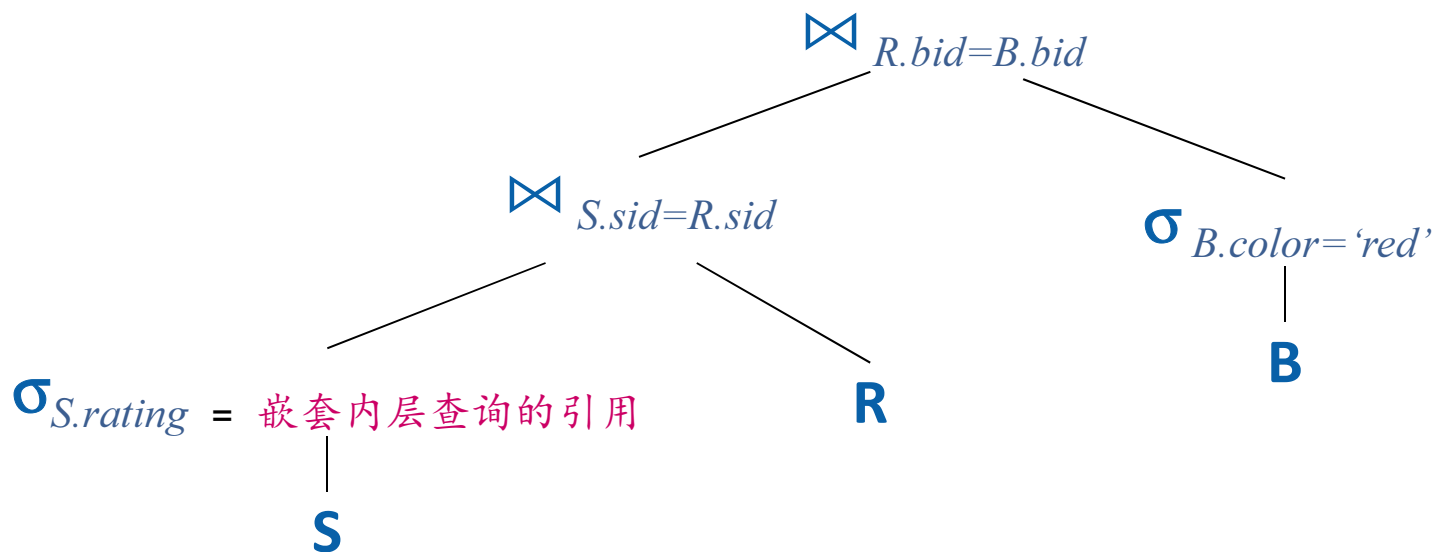 ⋈ R.bid=B.bid
⋈ S.sid=R.sid
σ B.color=‘red’
B
R
σ S.rating = 嵌套内层查询的引用
S